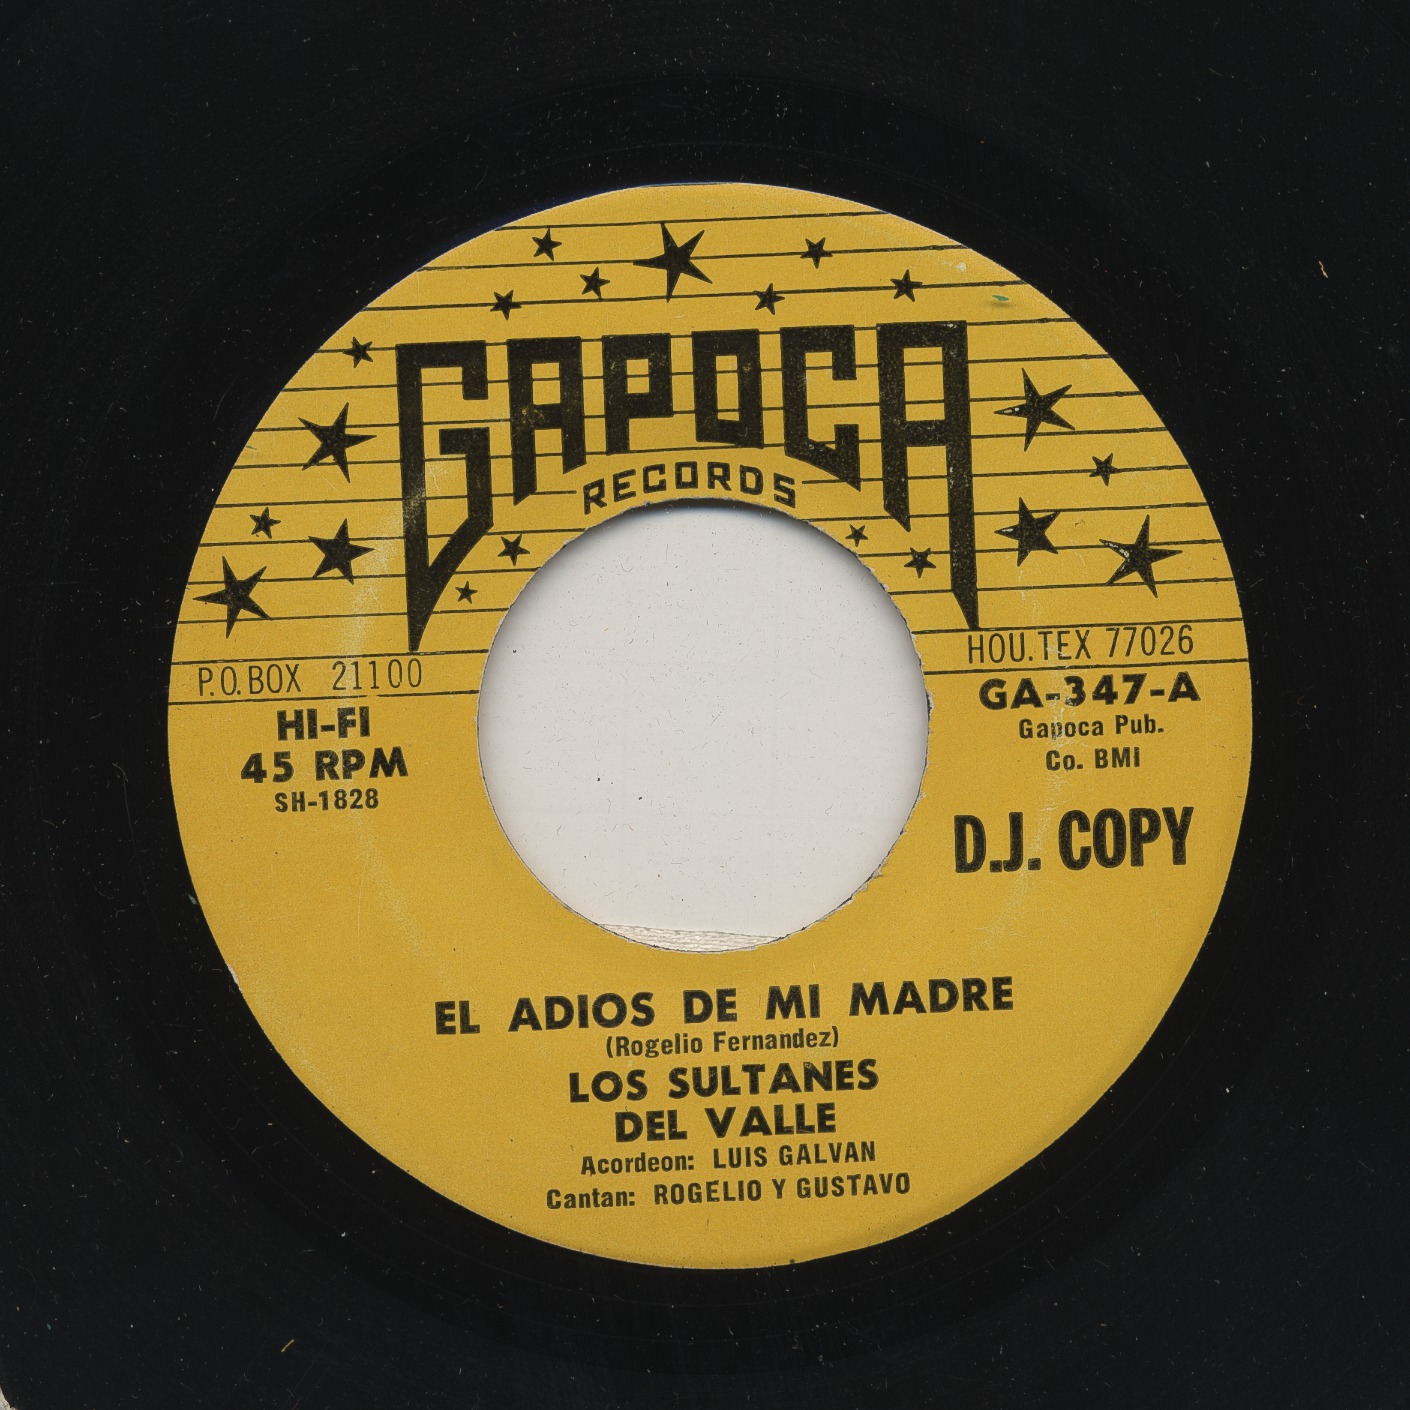 GAPOCA
RECORDS
P.O. BOX 21100
HOU. TEX 77026
HI-FI
45 RPM
SH-1828
GA-347-A
Gapoca Pub.
Co. BMI
D.J. COPY
EL ADIOS DE MI MADRE
(Rogelio Fernandez)
LOS SULTANES
DEL VALLE
Acordeon: LUIS GALVAN
Cantan: ROGELIO Y GUSTAVO